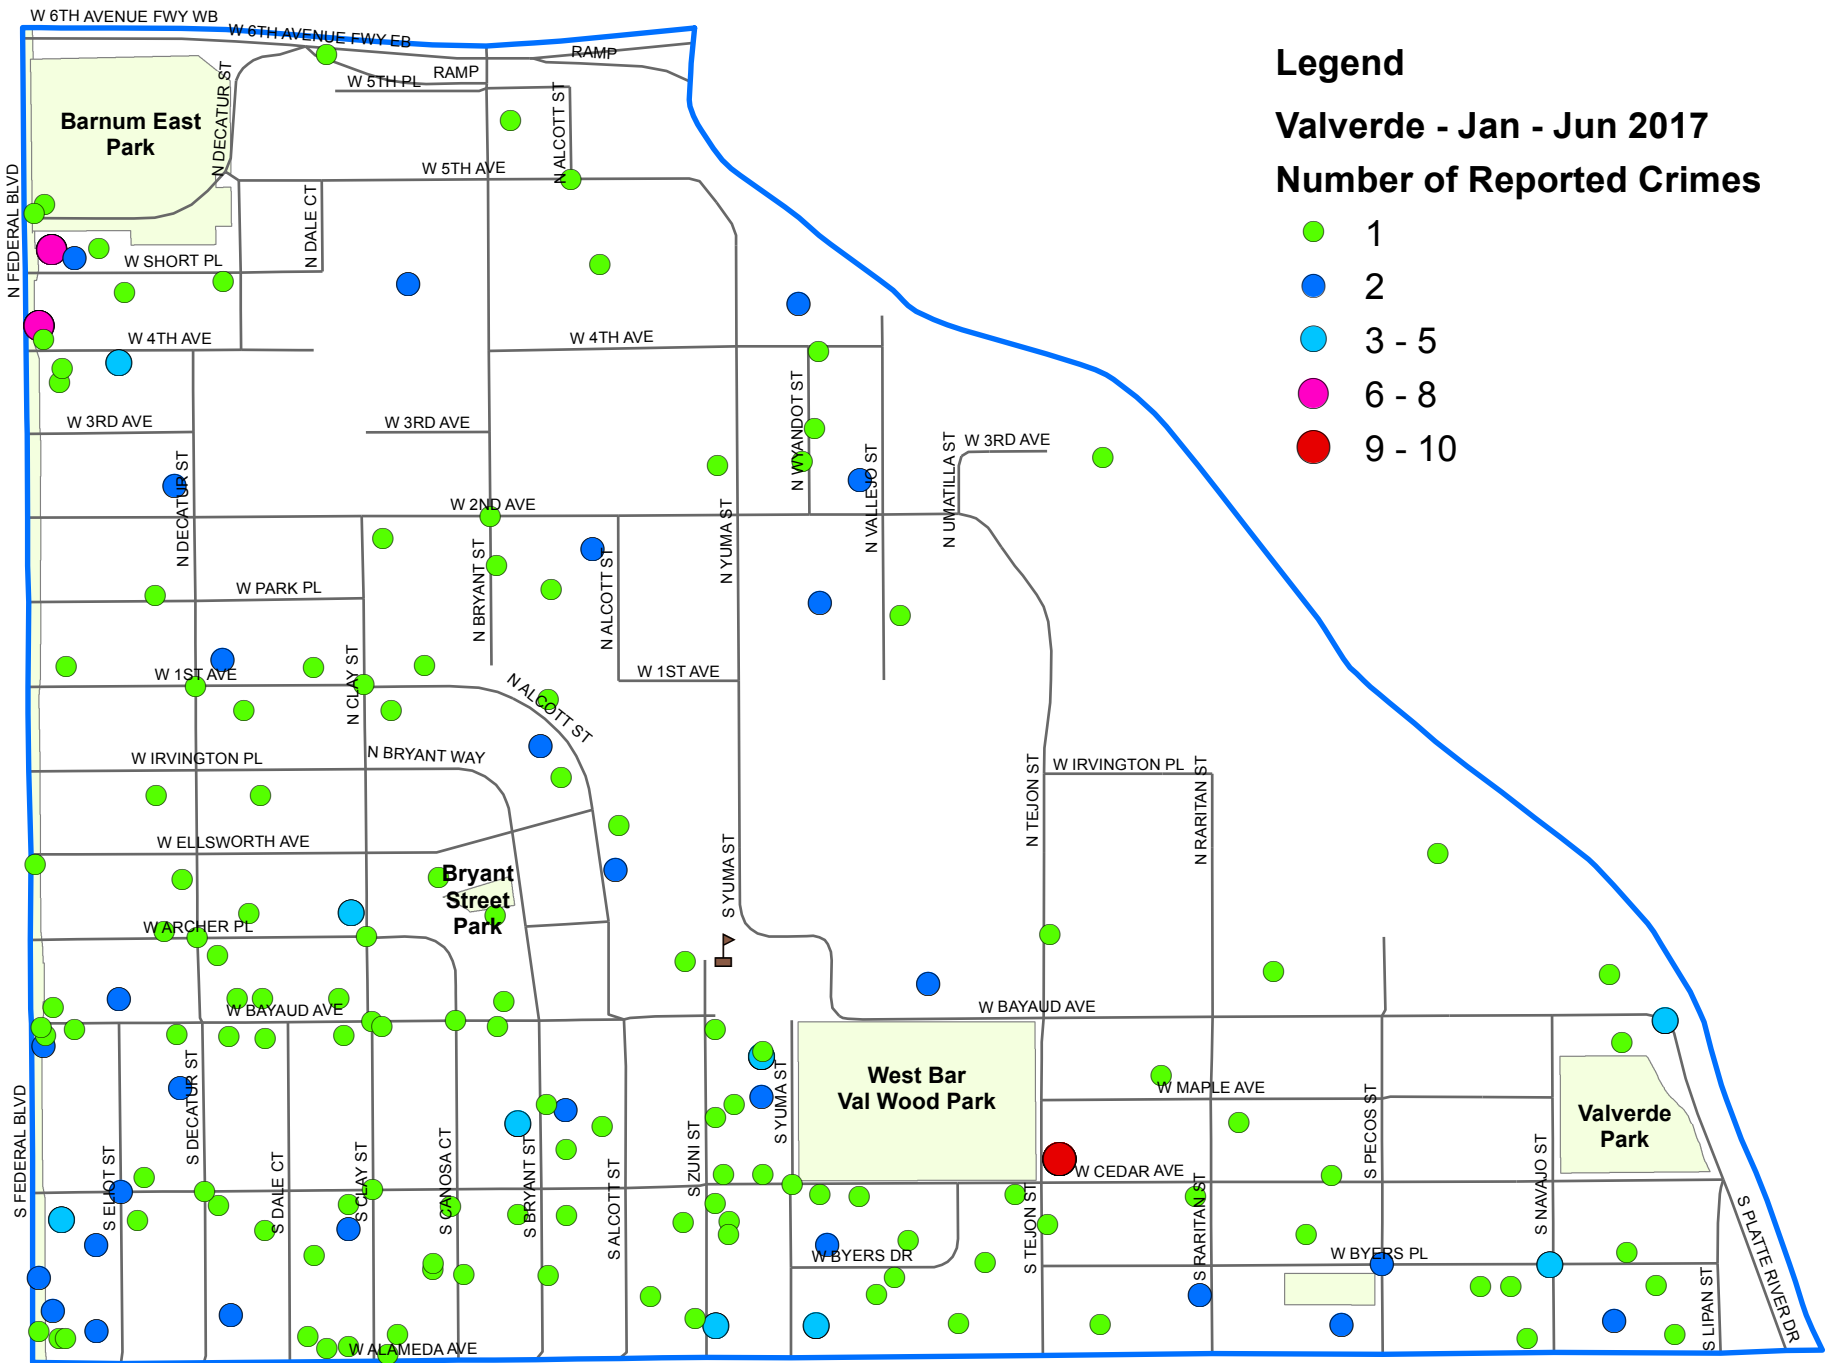 W 6TH AVENUE FWY WB
W 6TH AVENUE FWY EB
RAMP
RAMP
W 5TH PL
Legend
Valverde - Jan - Jun 2017
Number of Reported Crimes
1
2
3 - 5
6 - 8
9 - 10
Barnum East
Park
N DECATUR ST
N ALCOTT ST
W 5TH AVE
N FEDERAL BLVD
N DALE CT
W SHORT PL
W 4TH AVE
W 4TH AVE
W 3RD AVE
W 3RD AVE
N WYANDOT ST
W 3RD AVE
N DECATUR ST
N VALLEJO ST
N UMATILLA ST
W 2ND AVE
N YUMA ST
N BRYANT ST
N ALCOTT ST
W PARK PL
W 1ST AVE
W 1ST AVE
N CLAY ST
N ALCOTT ST
W IRVINGTON PL
N BRYANT WAY
W IRVINGTON PL
N TEJON ST
N RARITAN ST
W ELLSWORTH AVE
S YUMA ST
Bryant
Street
Park
W ARCHER PL
W BAYAUD AVE
W BAYAUD AVE
West Bar
Val Wood Park
W MAPLE AVE
Valverde
Park
S FEDERAL BLVD
S DECATUR ST
S YUMA ST
S PECOS ST
W CEDAR AVE
S ELIOT ST
S DALE CT
S CLAY ST
S CANOSA CT
S BRYANT ST
S ALCOTT ST
S ZUNI ST
S TEJON ST
S RARITAN ST
S NAVAJO ST
W BYERS DR
W BYERS PL
S PLATTE RIVER DR
S LIPAN ST
W ALAMEDA AVE